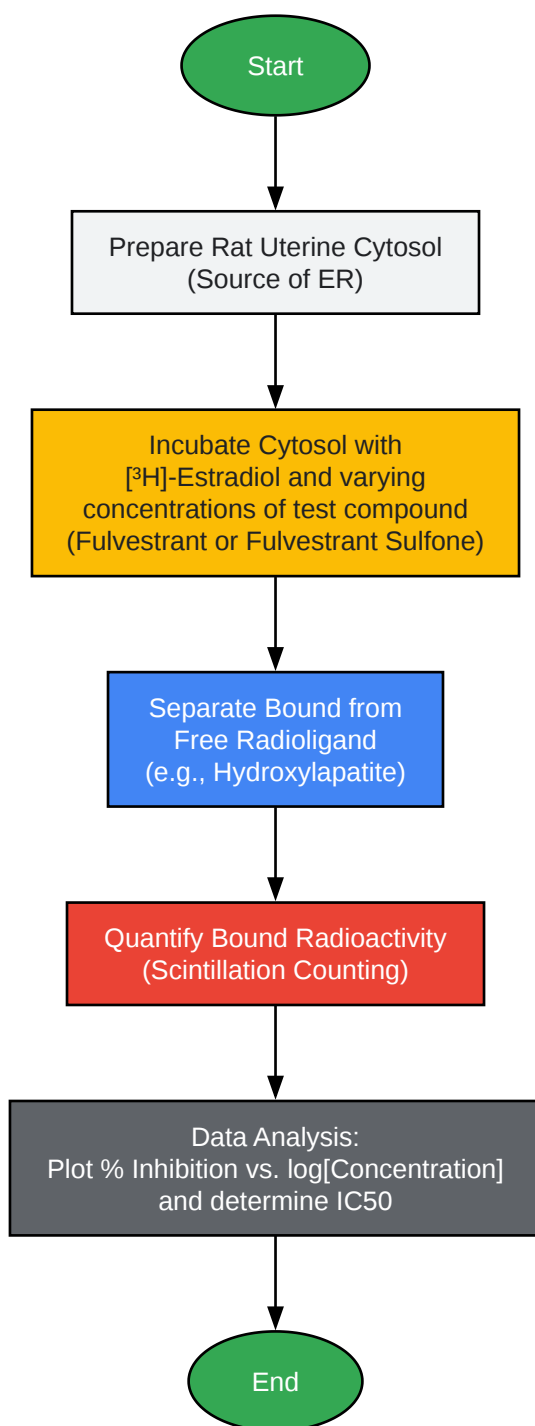 Start
Prepare Rat Uterine Cytosol
(Source of ER)
Incubate Cytosol with
[³H]-Estradiol and varying
concentrations of test compound
(Fulvestrant or Fulvestrant Sulfone)
Separate Bound from
Free Radioligand
(e.g., Hydroxylapatite)
Quantify Bound Radioactivity
(Scintillation Counting)
Data Analysis:
Plot % Inhibition vs. log[Concentration]
and determine IC50
End